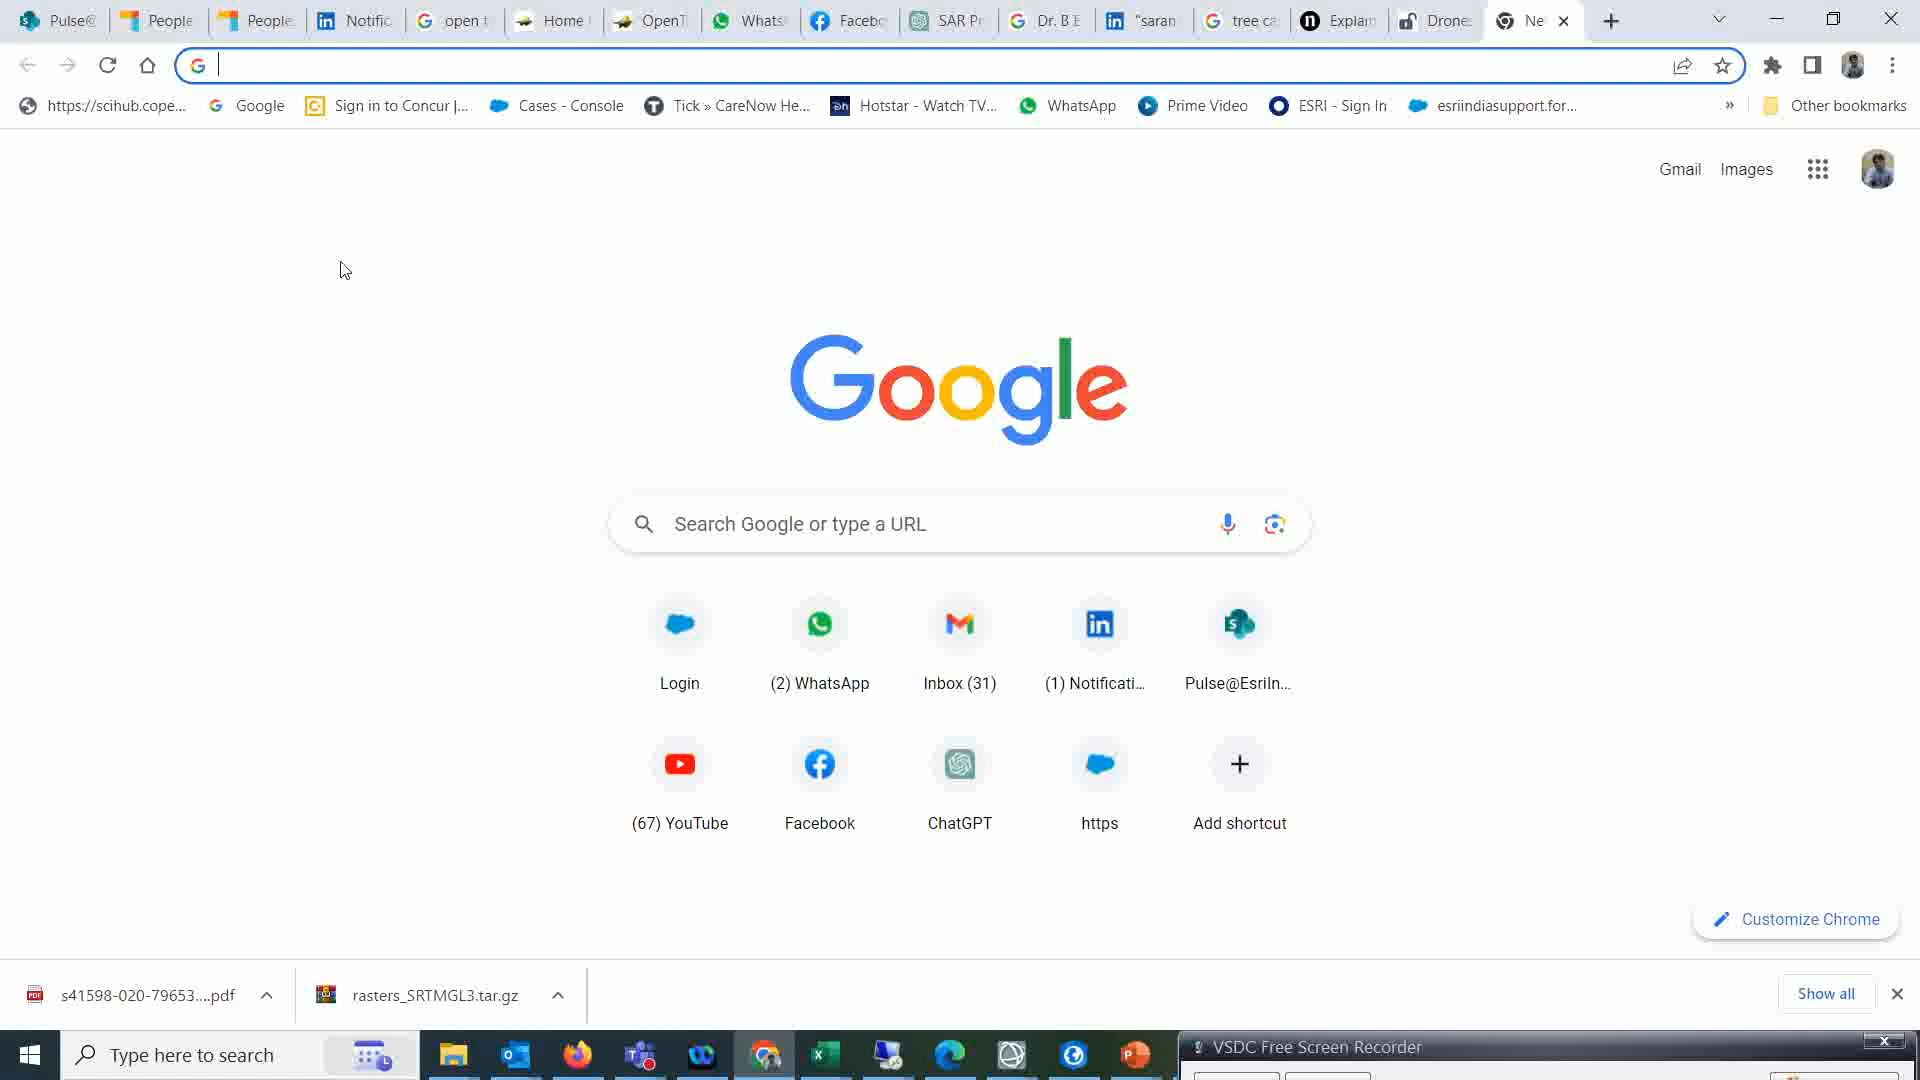 Pulse@ People People Notific open t Home OpenT Whats Facebo SAR Pr Dr. B E "saran tree ca Explain Drone Ne
https://scihub.cope... Google Sign in to Concur |... Cases - Console Tick » CareNow He... Hotstar - Watch TV... WhatsApp Prime Video ESRI - Sign In esriindiasupport.for... » Other bookmarks
Gmail Images
Google
Search Google or type a URL
Login (2) WhatsApp Inbox (31) (1) Notificati... Pulse@EsriIn...
(67) YouTube Facebook ChatGPT https Add shortcut
Customize Chrome
s41598-020-79653....pdf rasters_SRTMGL3.tar.gz Show all
Type here to search VSDC Free Screen Recorder